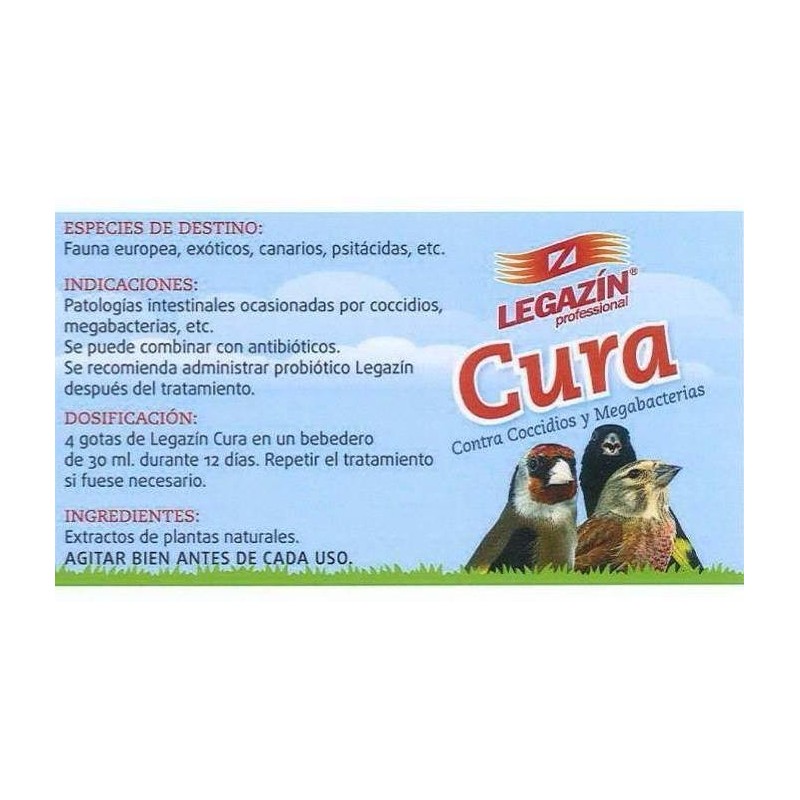 ESPECIES DE DESTINO:
Fauna europea, exóticos, canarios, psitácidas, etc.
INDICACIONES:
Patologías intestinales ocasionadas por coccidios,
megabacterias, etc.
Se puede combinar con antibióticos.
Se recomienda administrar probiótico Legazín
después del tratamiento.
DOSIFICACIÓN:
4 gotas de Legazín Cura en un bebedero
de 30 ml. durante 12 días. Repetir el tratamiento
si fuese necesario.
INGREDIENTES:
Extractos de plantas naturales.
AGITAR BIEN ANTES DE CADA USO.
LEGAZÍN®
professional
Cura
Contra Coccidios y Megabacterias